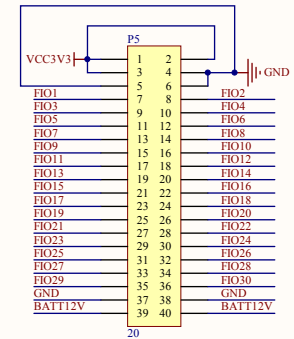 P5
VCC3V3 1 2
3 4 GND
5 6
FIO1 7 8 FIO2
FIO3 9 10 FIO4
FIO5 11 12 FIO6
FIO7 13 14 FIO8
FIO9 15 16 FIO10
FIO11 17 18 FIO12
FIO13 19 20 FIO14
FIO15 21 22 FIO16
FIO17 23 24 FIO18
FIO19 25 26 FIO20
FIO21 27 28 FIO22
FIO23 29 30 FIO24
FIO25 31 32 FIO26
FIO27 33 34 FIO28
FIO29 35 36 FIO30
GND 37 38 GND
BATT12V 39 40 BATT12V
20